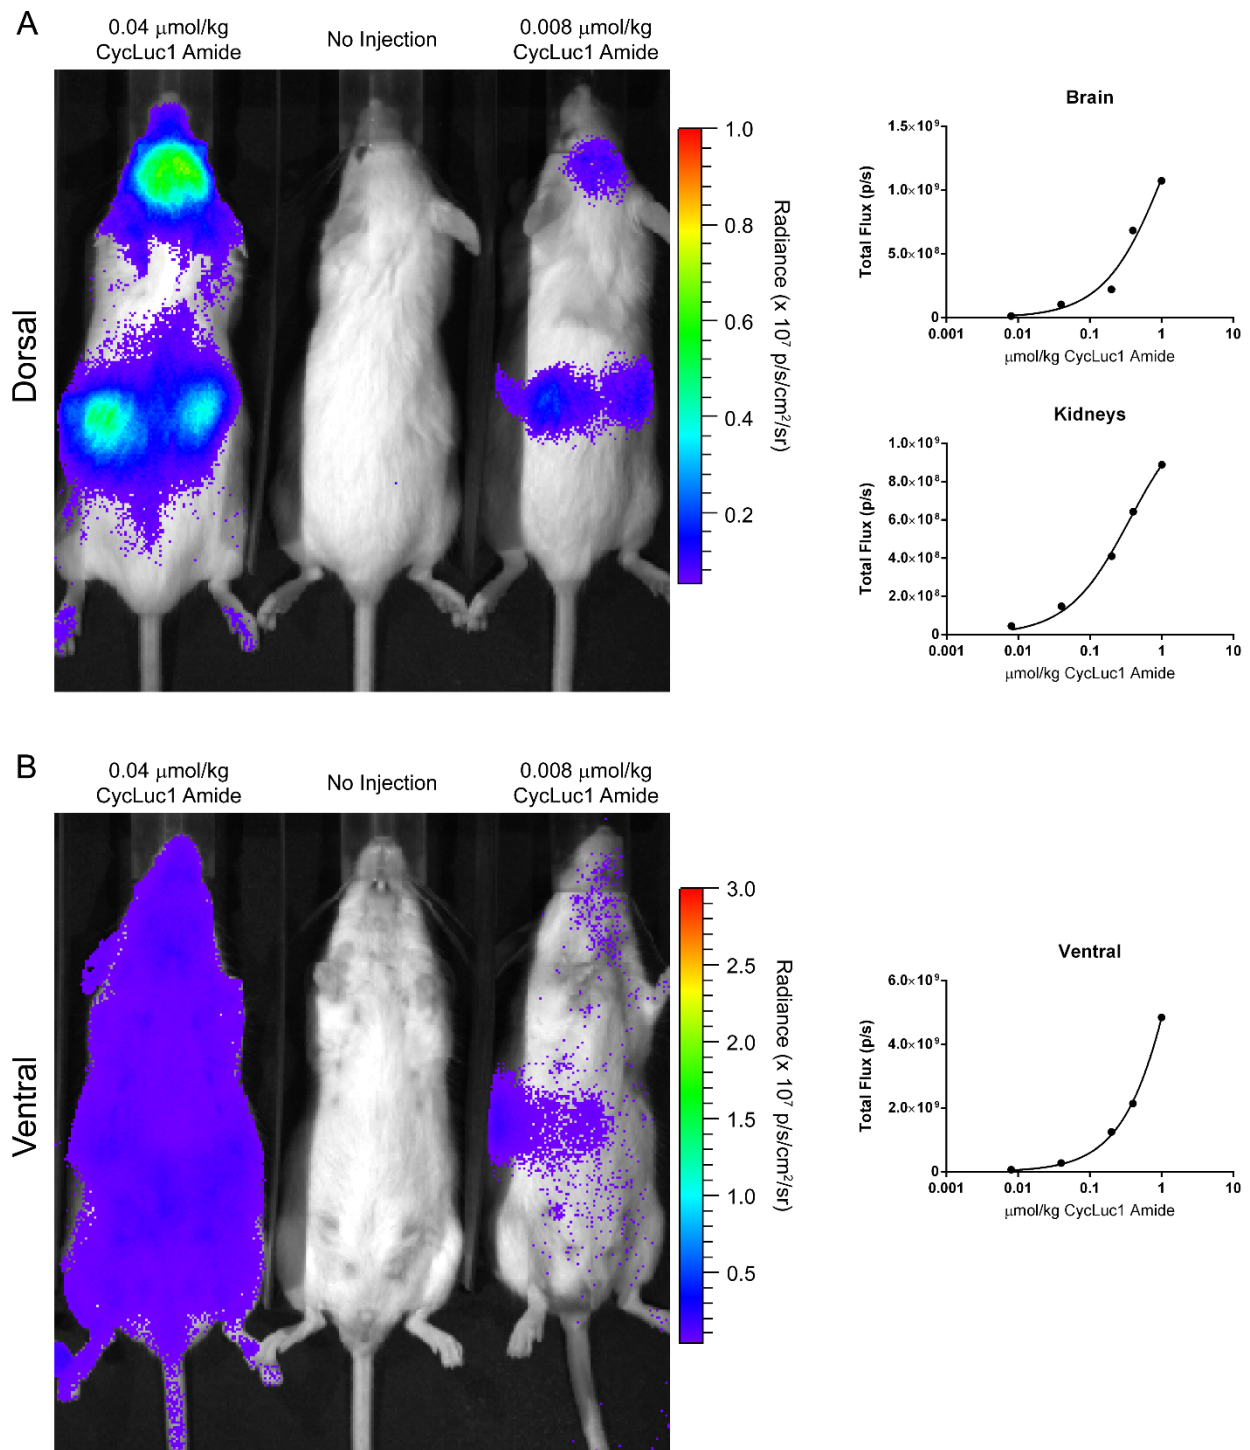 A
0.04 μmol/kg
CycLuc1 Amide
No Injection
0.008 μmol/kg
CycLuc1 Amide
Dorsal
1.0
0.8
0.6
0.4
0.2
Radiance (x 10⁷ p/s/cm²/sr)
Brain
Total Flux (p/s)
1.5×10⁹
1.0×10⁹
5.0×10⁸
0
0.001 0.01 0.1 1 10
μmol/kg CycLuc1 Amide
Kidneys
Total Flux (p/s)
1.0×10⁹
8.0×10⁸
6.0×10⁸
4.0×10⁸
2.0×10⁸
0
0.001 0.01 0.1 1 10
μmol/kg CycLuc1 Amide
B
0.04 μmol/kg
CycLuc1 Amide
No Injection
0.008 μmol/kg
CycLuc1 Amide
Ventral
3.0
2.5
2.0
1.5
1.0
0.5
Radiance (x 10⁷ p/s/cm²/sr)
Ventral
Total Flux (p/s)
6.0×10⁹
4.0×10⁹
2.0×10⁹
0
0.001 0.01 0.1 1 10
μmol/kg CycLuc1 Amide